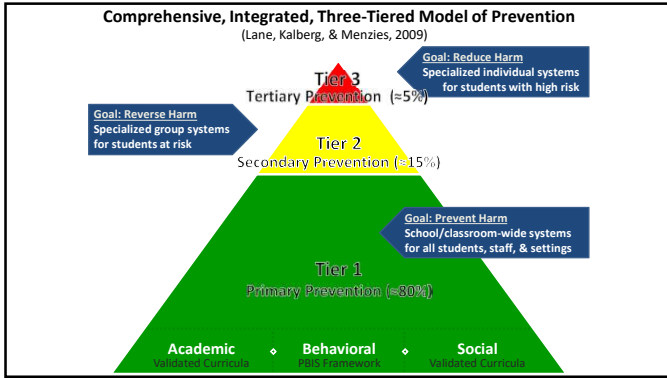 Comprehensive, Integrated, Three-Tiered Model of Prevention
(Lane, Kalberg, & Menzies, 2009)
Goal: Reduce Harm
Specialized individual systems
for students with high risk
Tier 3
Tertiary Prevention (≈5%)
Goal: Reverse Harm
Specialized group systems
for students at risk
Tier 2
Secondary Prevention (≈15%)
Goal: Prevent Harm
School/classroom-wide systems
for all students, staff, & settings
Tier 1
Primary Prevention (≈80%)
Academic ⋄ Behavioral ⋄ Social
Validated Curricula PBIS Framework Validated Curricula